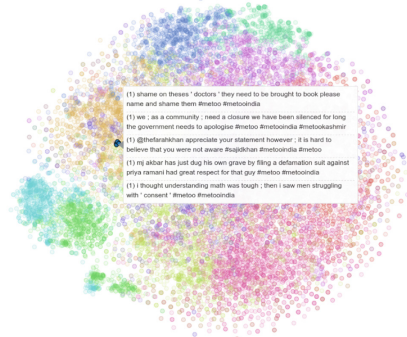 (1) shame on theses ' doctors ' they need to be brought to book please
name and shame them #metoo #metooindia
(1) we ; as a community ; need a closure we have been silenced for long
the government needs to apologise #metoo #metooindia #metookashmir
(1) @thefarahkhan appreciate your statement however ; it is hard to
believe that you were not aware #sajidkhan #metooindia #metoo
(1) mj akbar has just dug his own grave by filing a defamation suit against
priya ramani had great respect for that guy #metoo #metooindia
(1) i thought understanding math was tough ; then i saw men struggling
with ' consent ' #metoo #metooindia